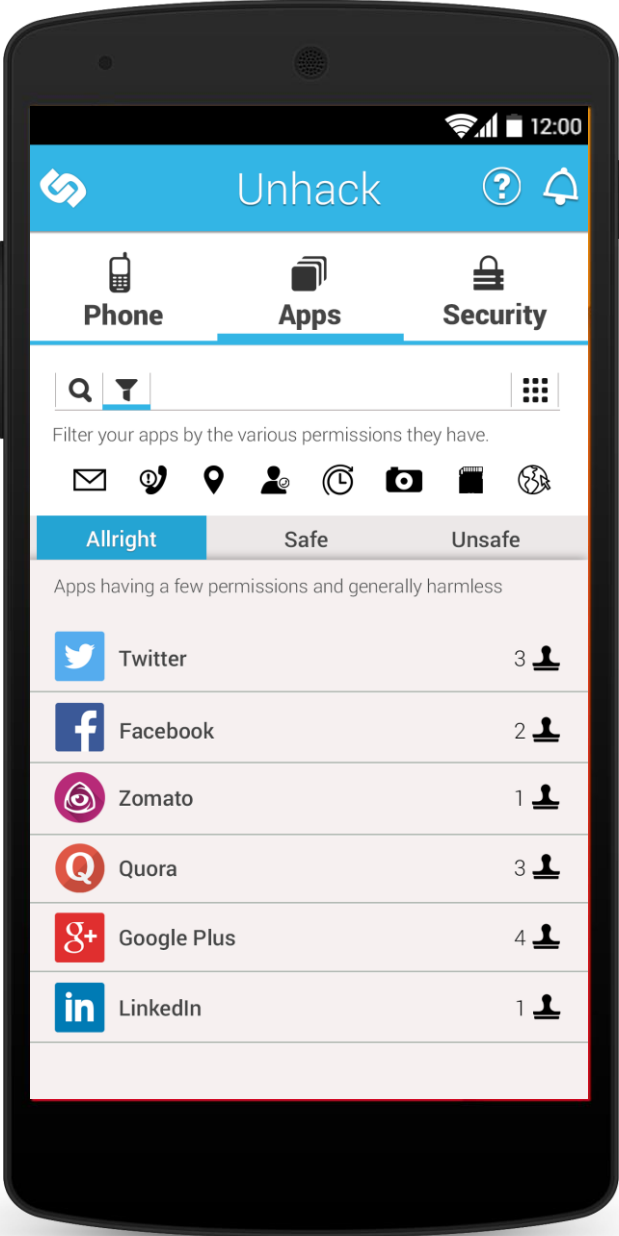 12:00
Unhack ?
Phone Apps Security
Filter your apps by the various permissions they have.
Allright Safe Unsafe
Apps having a few permissions and generally harmless
Twitter 3
f Facebook 2
Zomato 1
Q Quora 3
g+ Google Plus 4
in LinkedIn 1